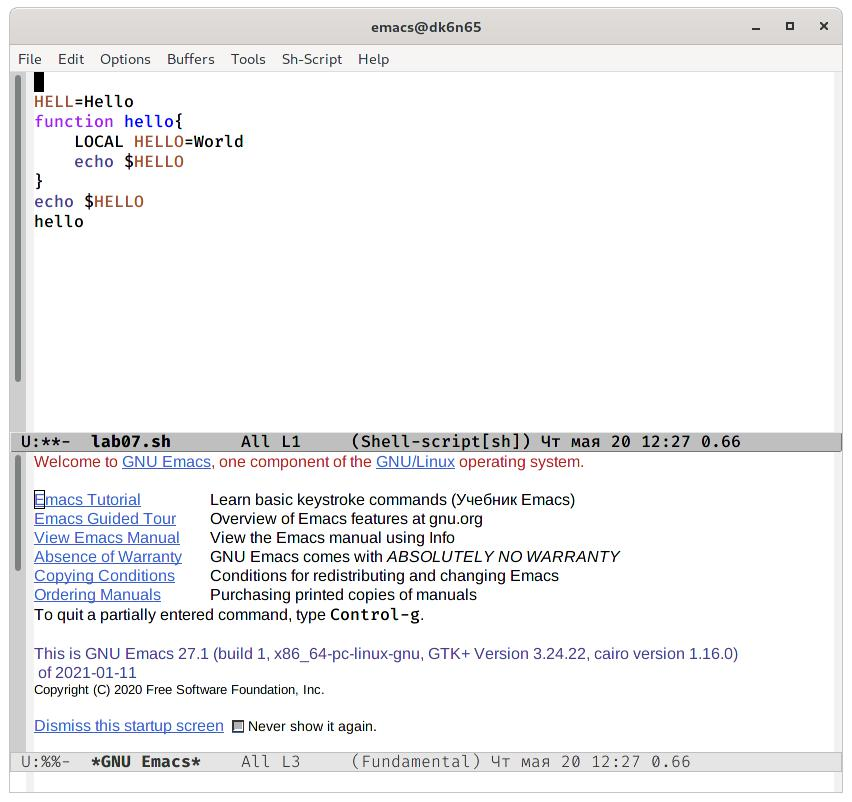 emacs@dk6n65
File Edit Options Buffers Tools Sh-Script Help
HELL=Hello
function hello{
    LOCAL HELLO=World
    echo $HELLO
}
echo $HELLO
hello
U:**-  lab07.sh       All L1     (Shell-script[sh]) Чт мая 20 12:27 0.66
Welcome to GNU Emacs, one component of the GNU/Linux operating system.
Emacs Tutorial Learn basic keystroke commands (Учебник Emacs)
Emacs Guided Tour Overview of Emacs features at gnu.org
View Emacs Manual View the Emacs manual using Info
Absence of Warranty GNU Emacs comes with ABSOLUTELY NO WARRANTY
Copying Conditions Conditions for redistributing and changing Emacs
Ordering Manuals Purchasing printed copies of manuals
To quit a partially entered command, type Control-g.
This is GNU Emacs 27.1 (build 1, x86_64-pc-linux-gnu, GTK+ Version 3.24.22, cairo version 1.16.0)
of 2021-01-11
Copyright (C) 2020 Free Software Foundation, Inc.
Dismiss this startup screen Never show it again.
U:%%-  *GNU Emacs*    All L3     (Fundamental) Чт мая 20 12:27 0.66